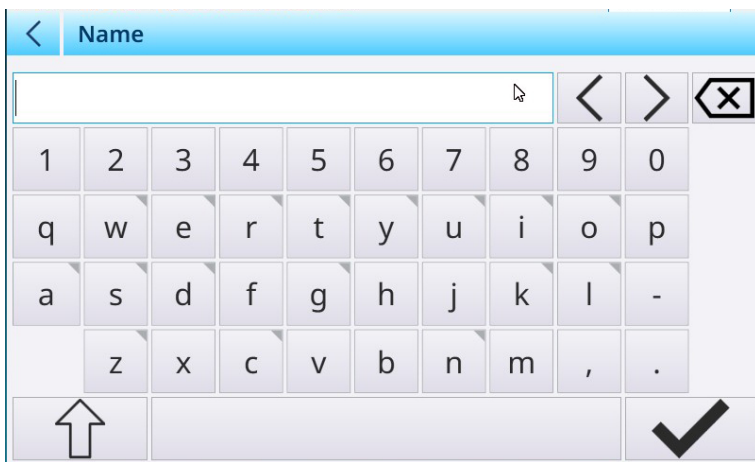 Name
1 2 3 4 5 6 7 8 9 0
q w e r t y u i o p
a s d f g h j k l -
z x c v b n m , .